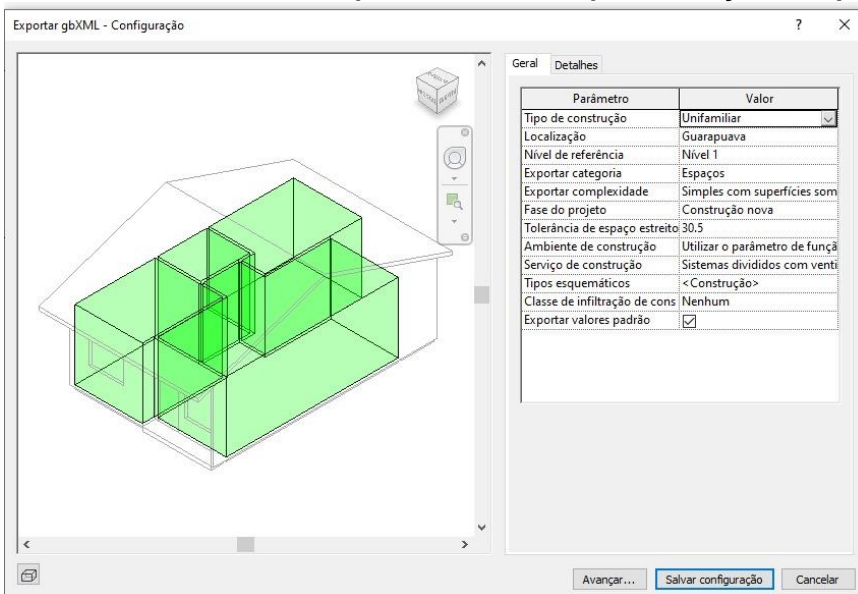 Exportar gbXML - Configuração
? X
Geral Detalhes
Parâmetro Valor
Tipo de construção Unifamiliar
Localização Guarapuava
Nível de referência Nível 1
Exportar categoria Espaços
Exportar complexidade Simples com superfícies som
Fase do projeto Construção nova
Tolerância de espaço estreito 30.5
Ambiente de construção Utilizar o parâmetro de funçã
Serviço de construção Sistemas divididos com venti
Tipos esquemáticos <Construção>
Classe de infiltração de cons Nenhum
Exportar valores padrão
Avançar... Salvar configuração Cancelar